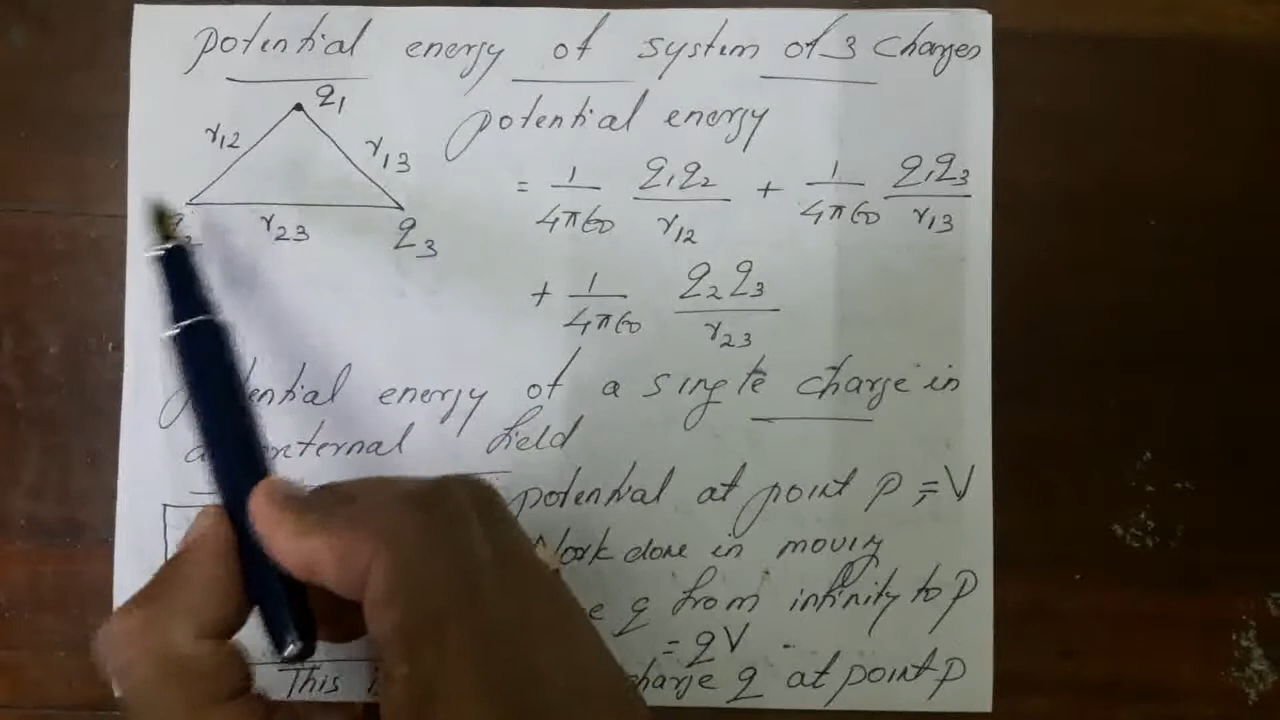 potential energy of system of 3 charges
q1
r12
r13
r23
q3
potential energy
= 1/4πϵ0 q1q2/r12 + 1/4πϵ0 q1q3/r13
+ 1/4πϵ0 q2q3/r23
energy of a single charge in
field
potential at point P = V
Work done in moving
q from infinity to P
= qV
This
charge q at point P